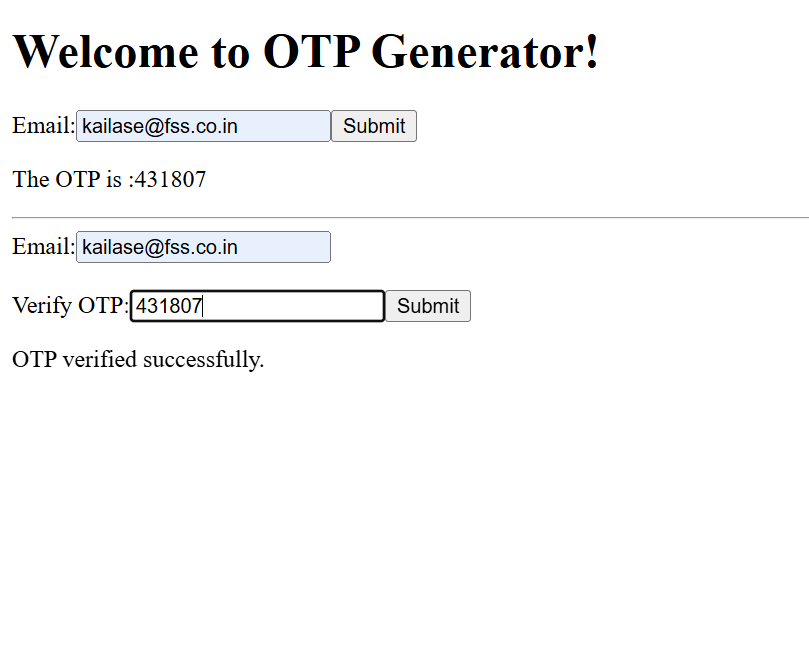 Welcome to OTP Generator!
Email:kailase@fss.co.in Submit
The OTP is :431807
Email:kailase@fss.co.in
Verify OTP:431807 Submit
OTP verified successfully.